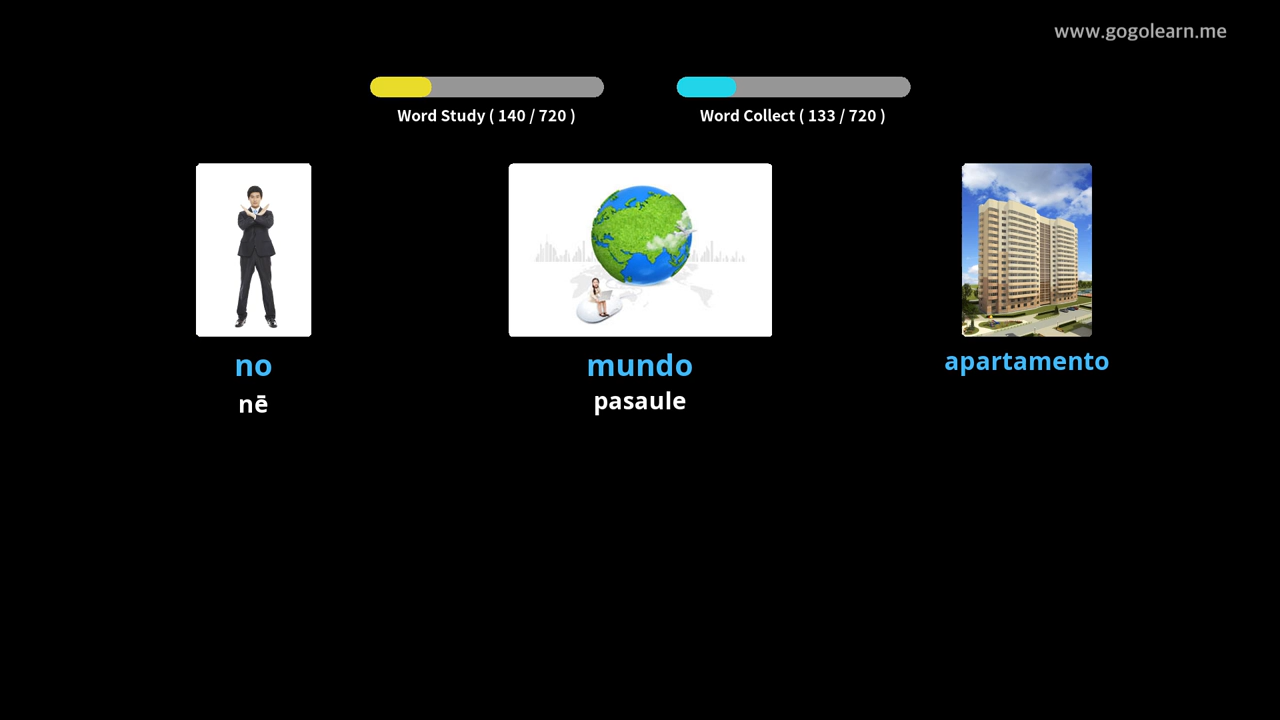 www.gogolearn.me
Word Study ( 140 / 720 )
Word Collect ( 133 / 720 )
no
nē
mundo
pasaule
apartamento